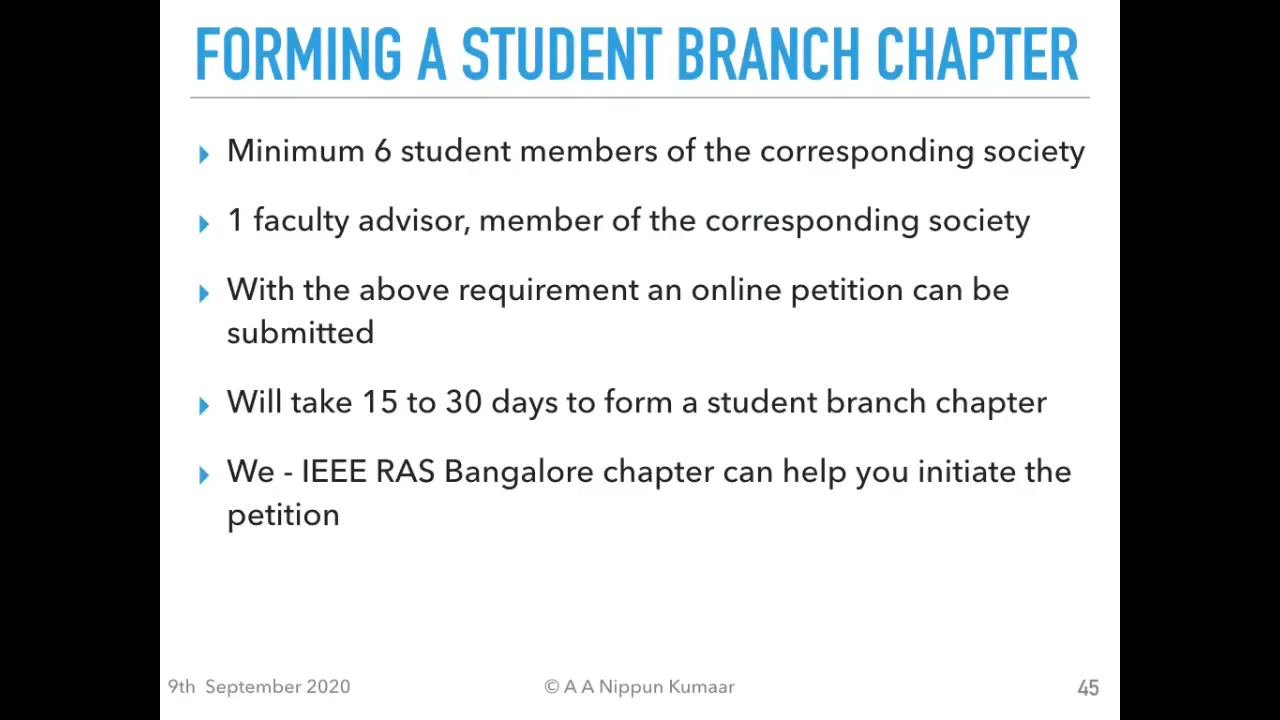 FORMING A STUDENT BRANCH CHAPTER
Minimum 6 student members of the corresponding society
1 faculty advisor, member of the corresponding society
With the above requirement an online petition can be
submitted
Will take 15 to 30 days to form a student branch chapter
We - IEEE RAS Bangalore chapter can help you initiate the
petition
9th September 2020
© A A Nippun Kumaar
45